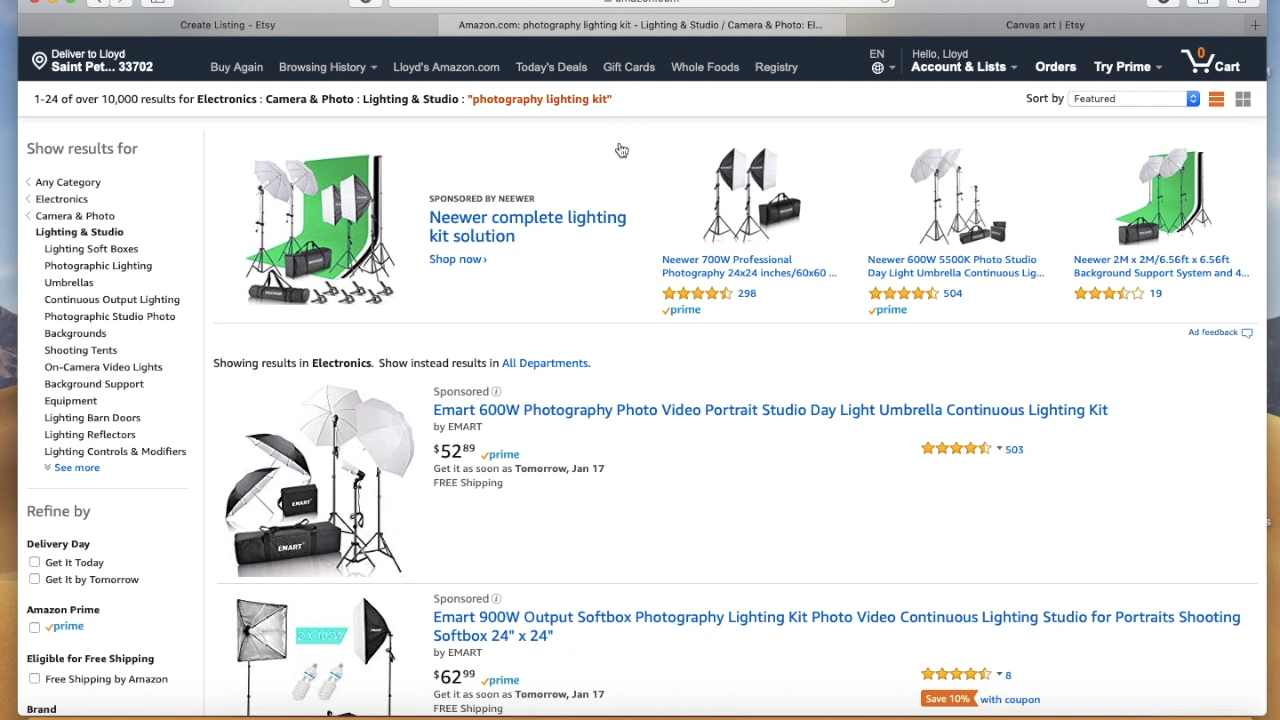 amazon.com
Create Listing - Etsy
Amazon.com: photography lighting kit - Lighting & Studio / Camera & Photo: El...
Canvas art | Etsy
Deliver to Lloyd
Saint Pet... 33702
Buy Again
Browsing History
Lloyd's Amazon.com
Today's Deals
Gift Cards
Whole Foods
Registry
EN
Hello, Lloyd
Account & Lists
Orders
Try Prime
0
Cart
1-24 of over 10,000 results for Electronics : Camera & Photo : Lighting & Studio : "photography lighting kit"
Sort by
Featured
Show results for
Any Category
Electronics
Camera & Photo
Lighting & Studio
Lighting Soft Boxes
Photographic Lighting
Umbrellas
Continuous Output Lighting
Photographic Studio Photo
Backgrounds
Shooting Tents
On-Camera Video Lights
Background Support
Equipment
Lighting Barn Doors
Lighting Reflectors
Lighting Controls & Modifiers
See more
Refine by
Delivery Day
Get It Today
Get It by Tomorrow
Amazon Prime
prime
Eligible for Free Shipping
Free Shipping by Amazon
Brand
SPONSORED BY NEEWER
Neewer complete lighting
kit solution
Shop now ›
Neewer 700W Professional
Photography 24x24 inches/60x60 ...
298
prime
Neewer 600W 5500K Photo Studio
Day Light Umbrella Continuous Lig...
504
prime
Neewer 2M x 2M/6.56ft x 6.56ft
Background Support System and 4...
19
Ad feedback
Showing results in Electronics. Show instead results in All Departments.
Sponsored
Emart 600W Photography Photo Video Portrait Studio Day Light Umbrella Continuous Lighting Kit
by EMART
$52 89 prime
Get it as soon as Tomorrow, Jan 17
FREE Shipping
503
EMART
EMART
Sponsored
Emart 900W Output Softbox Photography Lighting Kit Photo Video Continuous Lighting Studio for Portraits Shooting
Softbox 24" x 24"
by EMART
$62 99 prime
Get it as soon as Tomorrow, Jan 17
FREE Shipping
8
Save 10% with coupon
2 x 105W